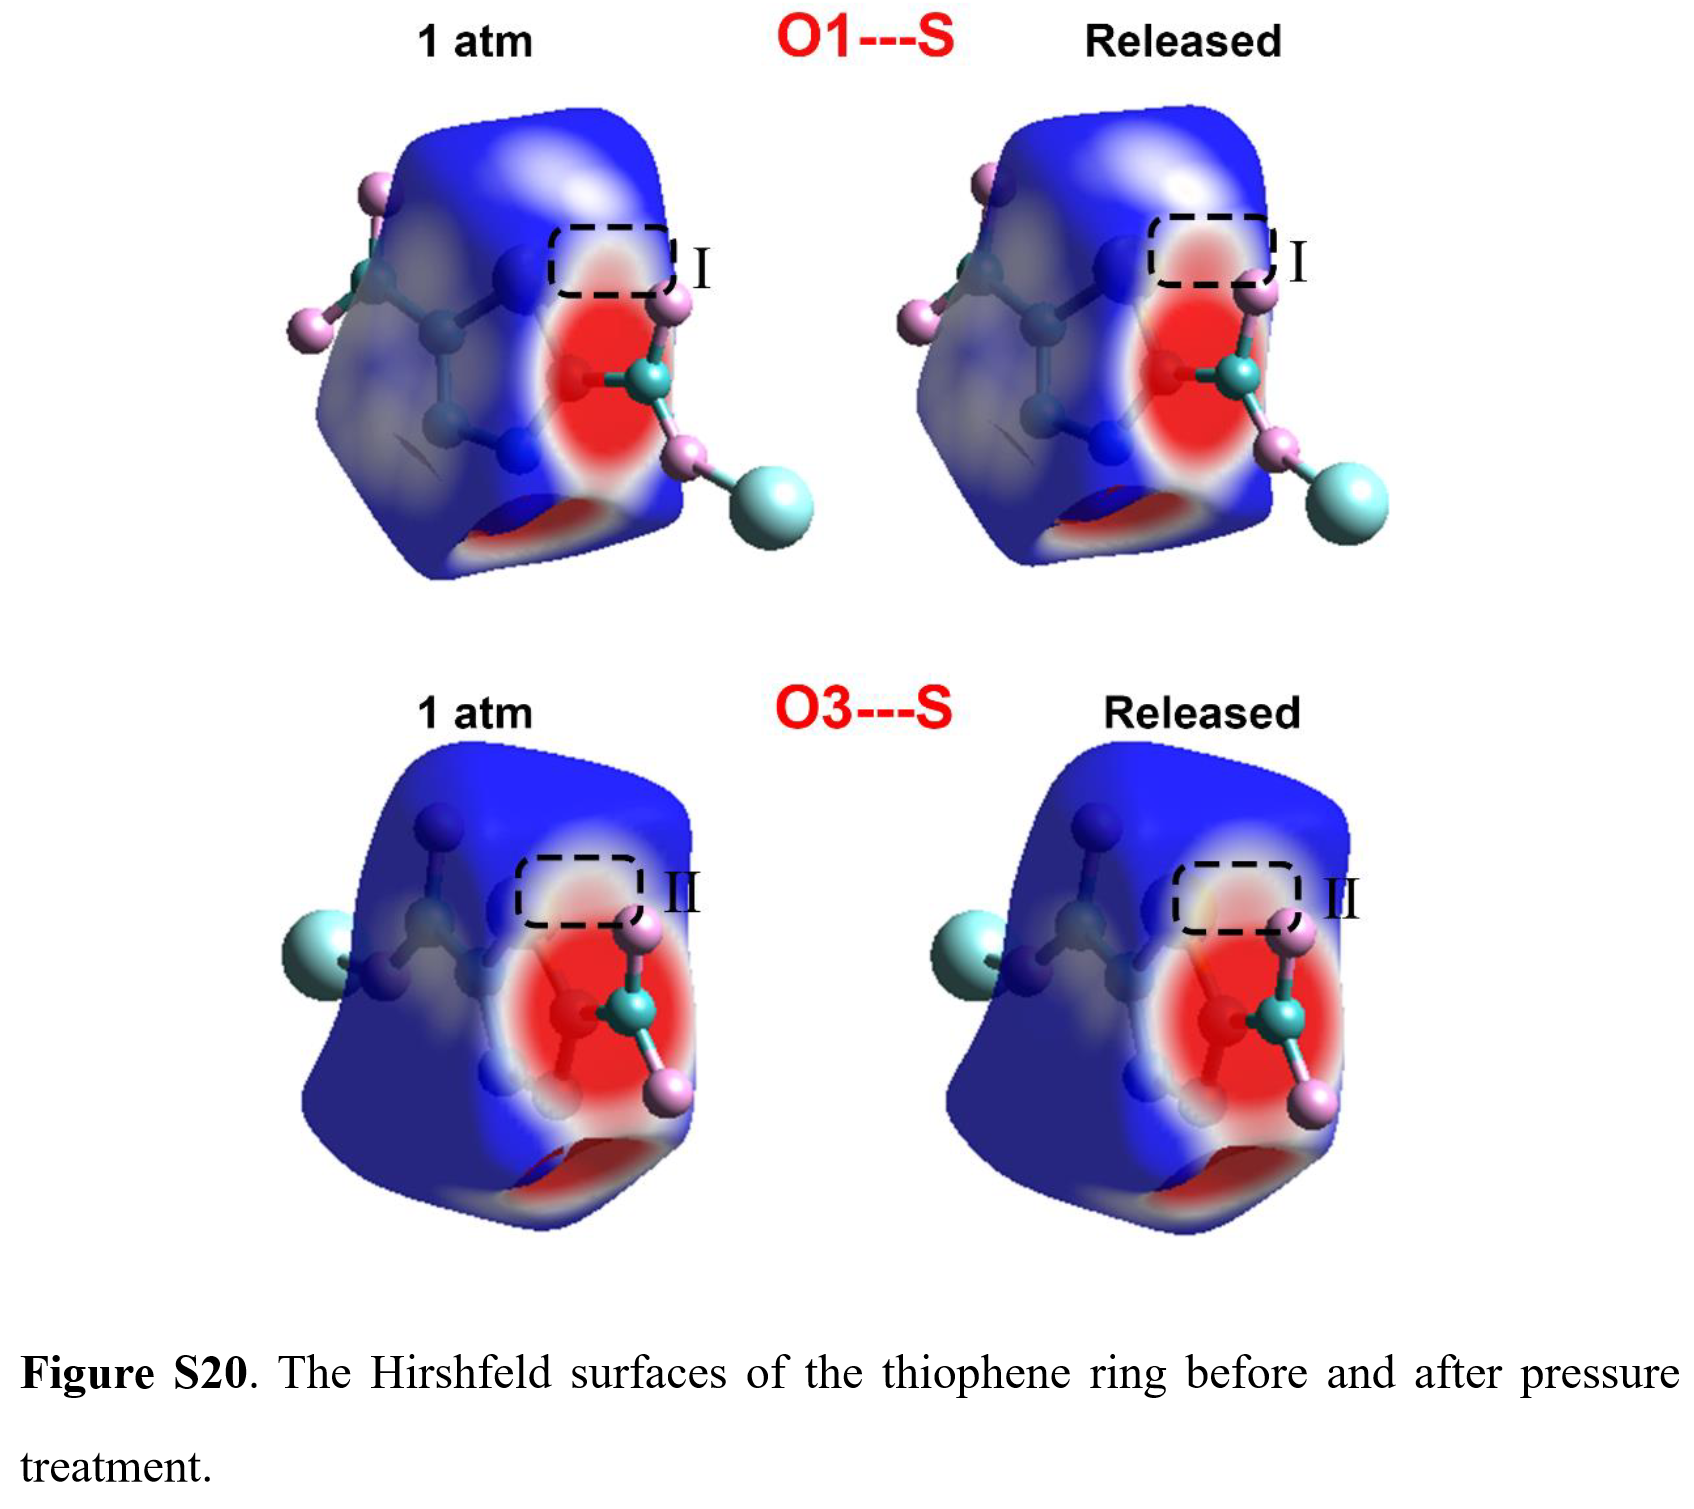 1 atm O1---S Released
I I
1 atm O3---S Released
II II
Figure S20. The Hirshfeld surfaces of the thiophene ring before and after pressure
treatment.